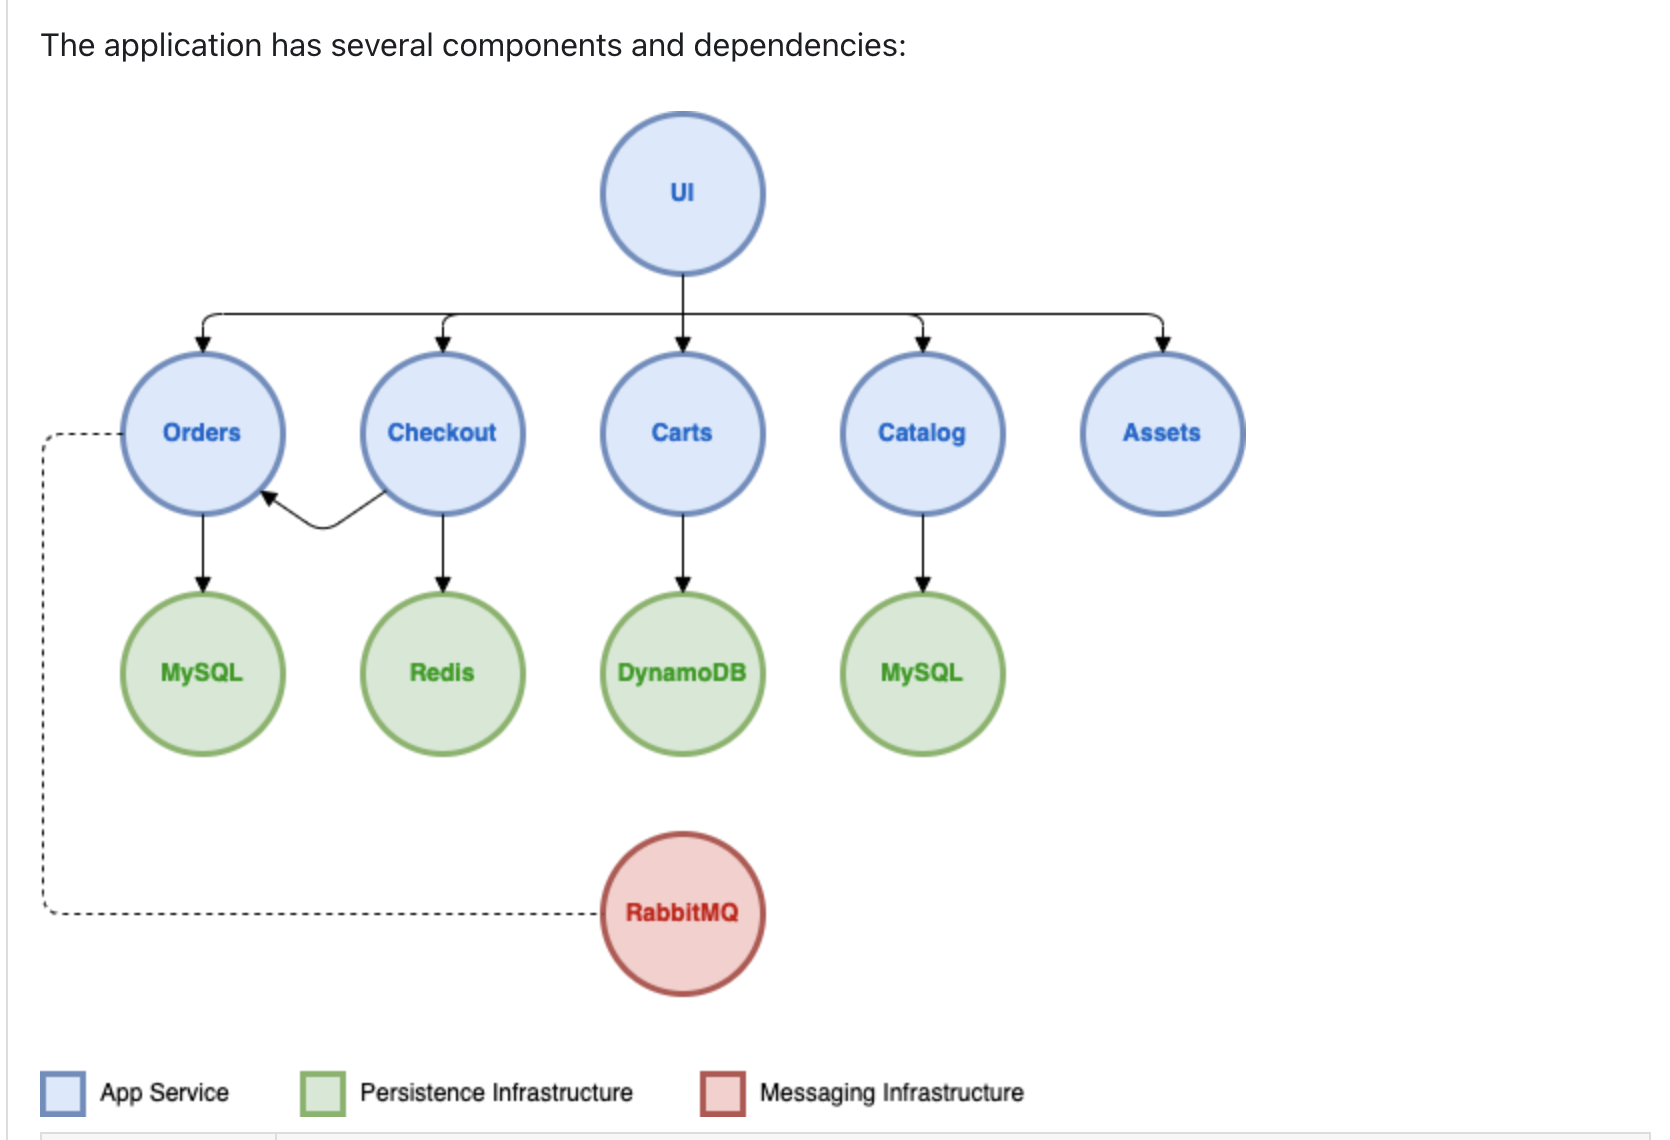 The application has several components and dependencies:
UI
Orders
Checkout
Carts
Catalog
Assets
MySQL
Redis
DynamoDB
MySQL
RabbitMQ
App Service
Persistence Infrastructure
Messaging Infrastructure